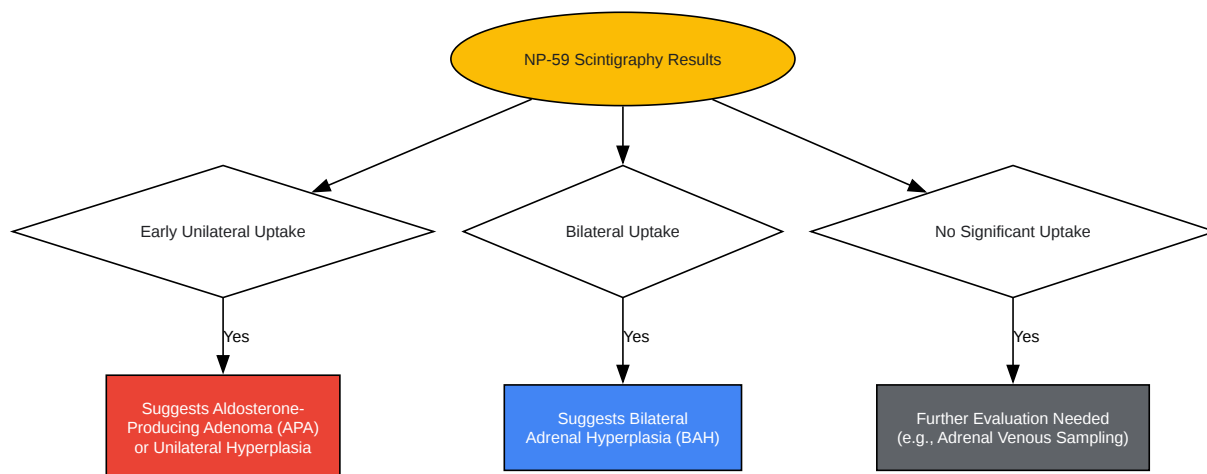 NP-59 Scintigraphy Results
Early Unilateral Uptake
Bilateral Uptake
No Significant Uptake
Yes
Yes
Yes
Suggests Aldosterone-
Producing Adenoma (APA)
or Unilateral Hyperplasia
Suggests Bilateral
Adrenal Hyperplasia (BAH)
Further Evaluation Needed
(e.g., Adrenal Venous Sampling)